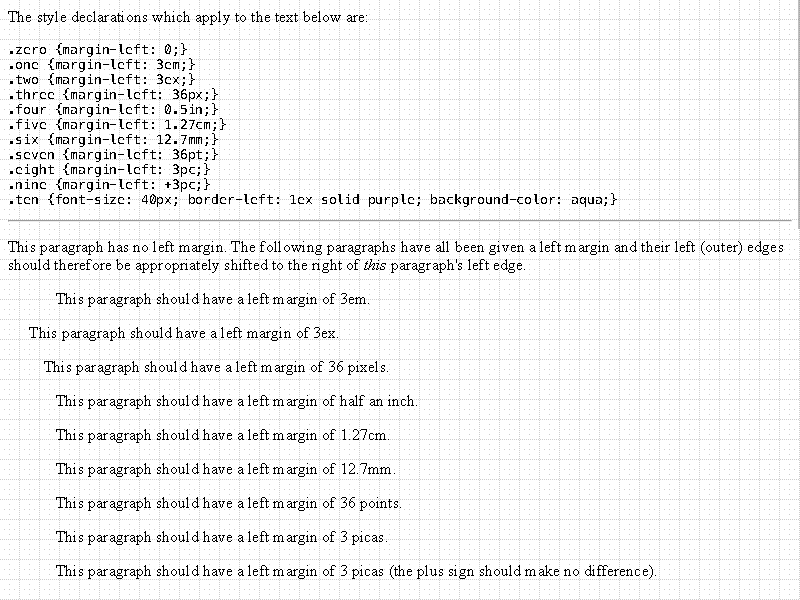 The style declarations which apply to the text below are:
.zero {margin-left: 0;}
.one {margin-left: 3em;}
.two {margin-left: 3ex;}
.three {margin-left: 36px;}
.four {margin-left: 0.5in;}
.five {margin-left: 1.27cm;}
.six {margin-left: 12.7mm;}
.seven {margin-left: 36pt;}
.eight {margin-left: 3pc;}
.nine {margin-left: +3pc;}
.ten {font-size: 40px; border-left: 1ex solid purple; background-color: aqua;}
This paragraph has no left margin. The following paragraphs have all been given a left margin and their left (outer) edges
should therefore be appropriately shifted to the right of this paragraph's left edge.
This paragraph should have a left margin of 3em.
This paragraph should have a left margin of 3ex.
This paragraph should have a left margin of 36 pixels.
This paragraph should have a left margin of half an inch.
This paragraph should have a left margin of 1.27cm.
This paragraph should have a left margin of 12.7mm.
This paragraph should have a left margin of 36 points.
This paragraph should have a left margin of 3 picas.
This paragraph should have a left margin of 3 picas (the plus sign should make no difference).